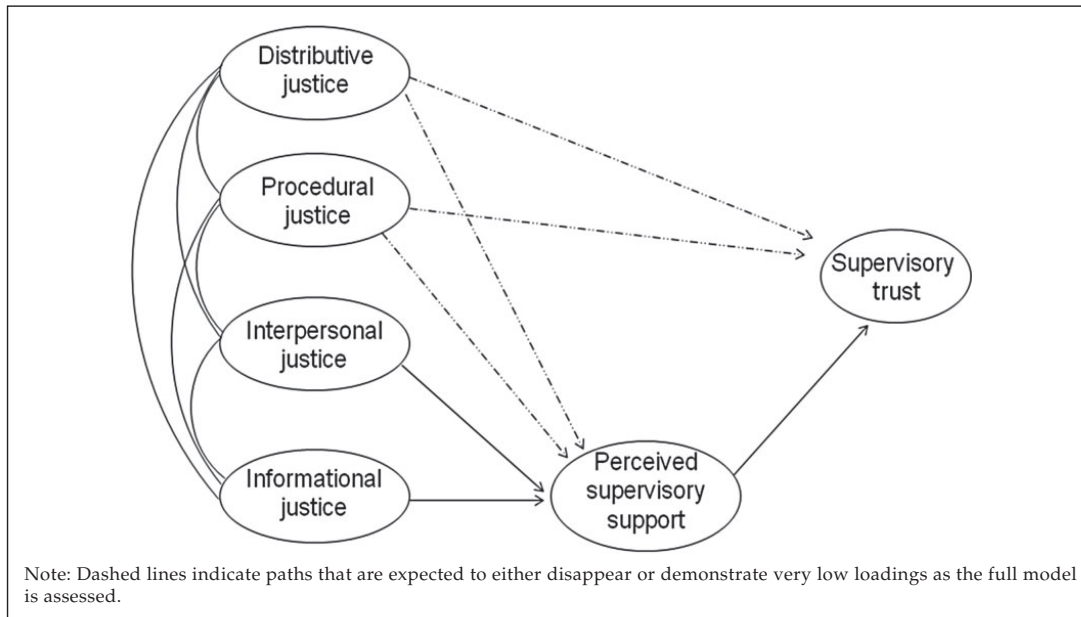 Distributive
justice
Procedural
justice
Interpersonal
justice
Informational
justice
Perceived
supervisory
support
Supervisory
trust
Note: Dashed lines indicate paths that are expected to either disappear or demonstrate very low loadings as the full model
is assessed.